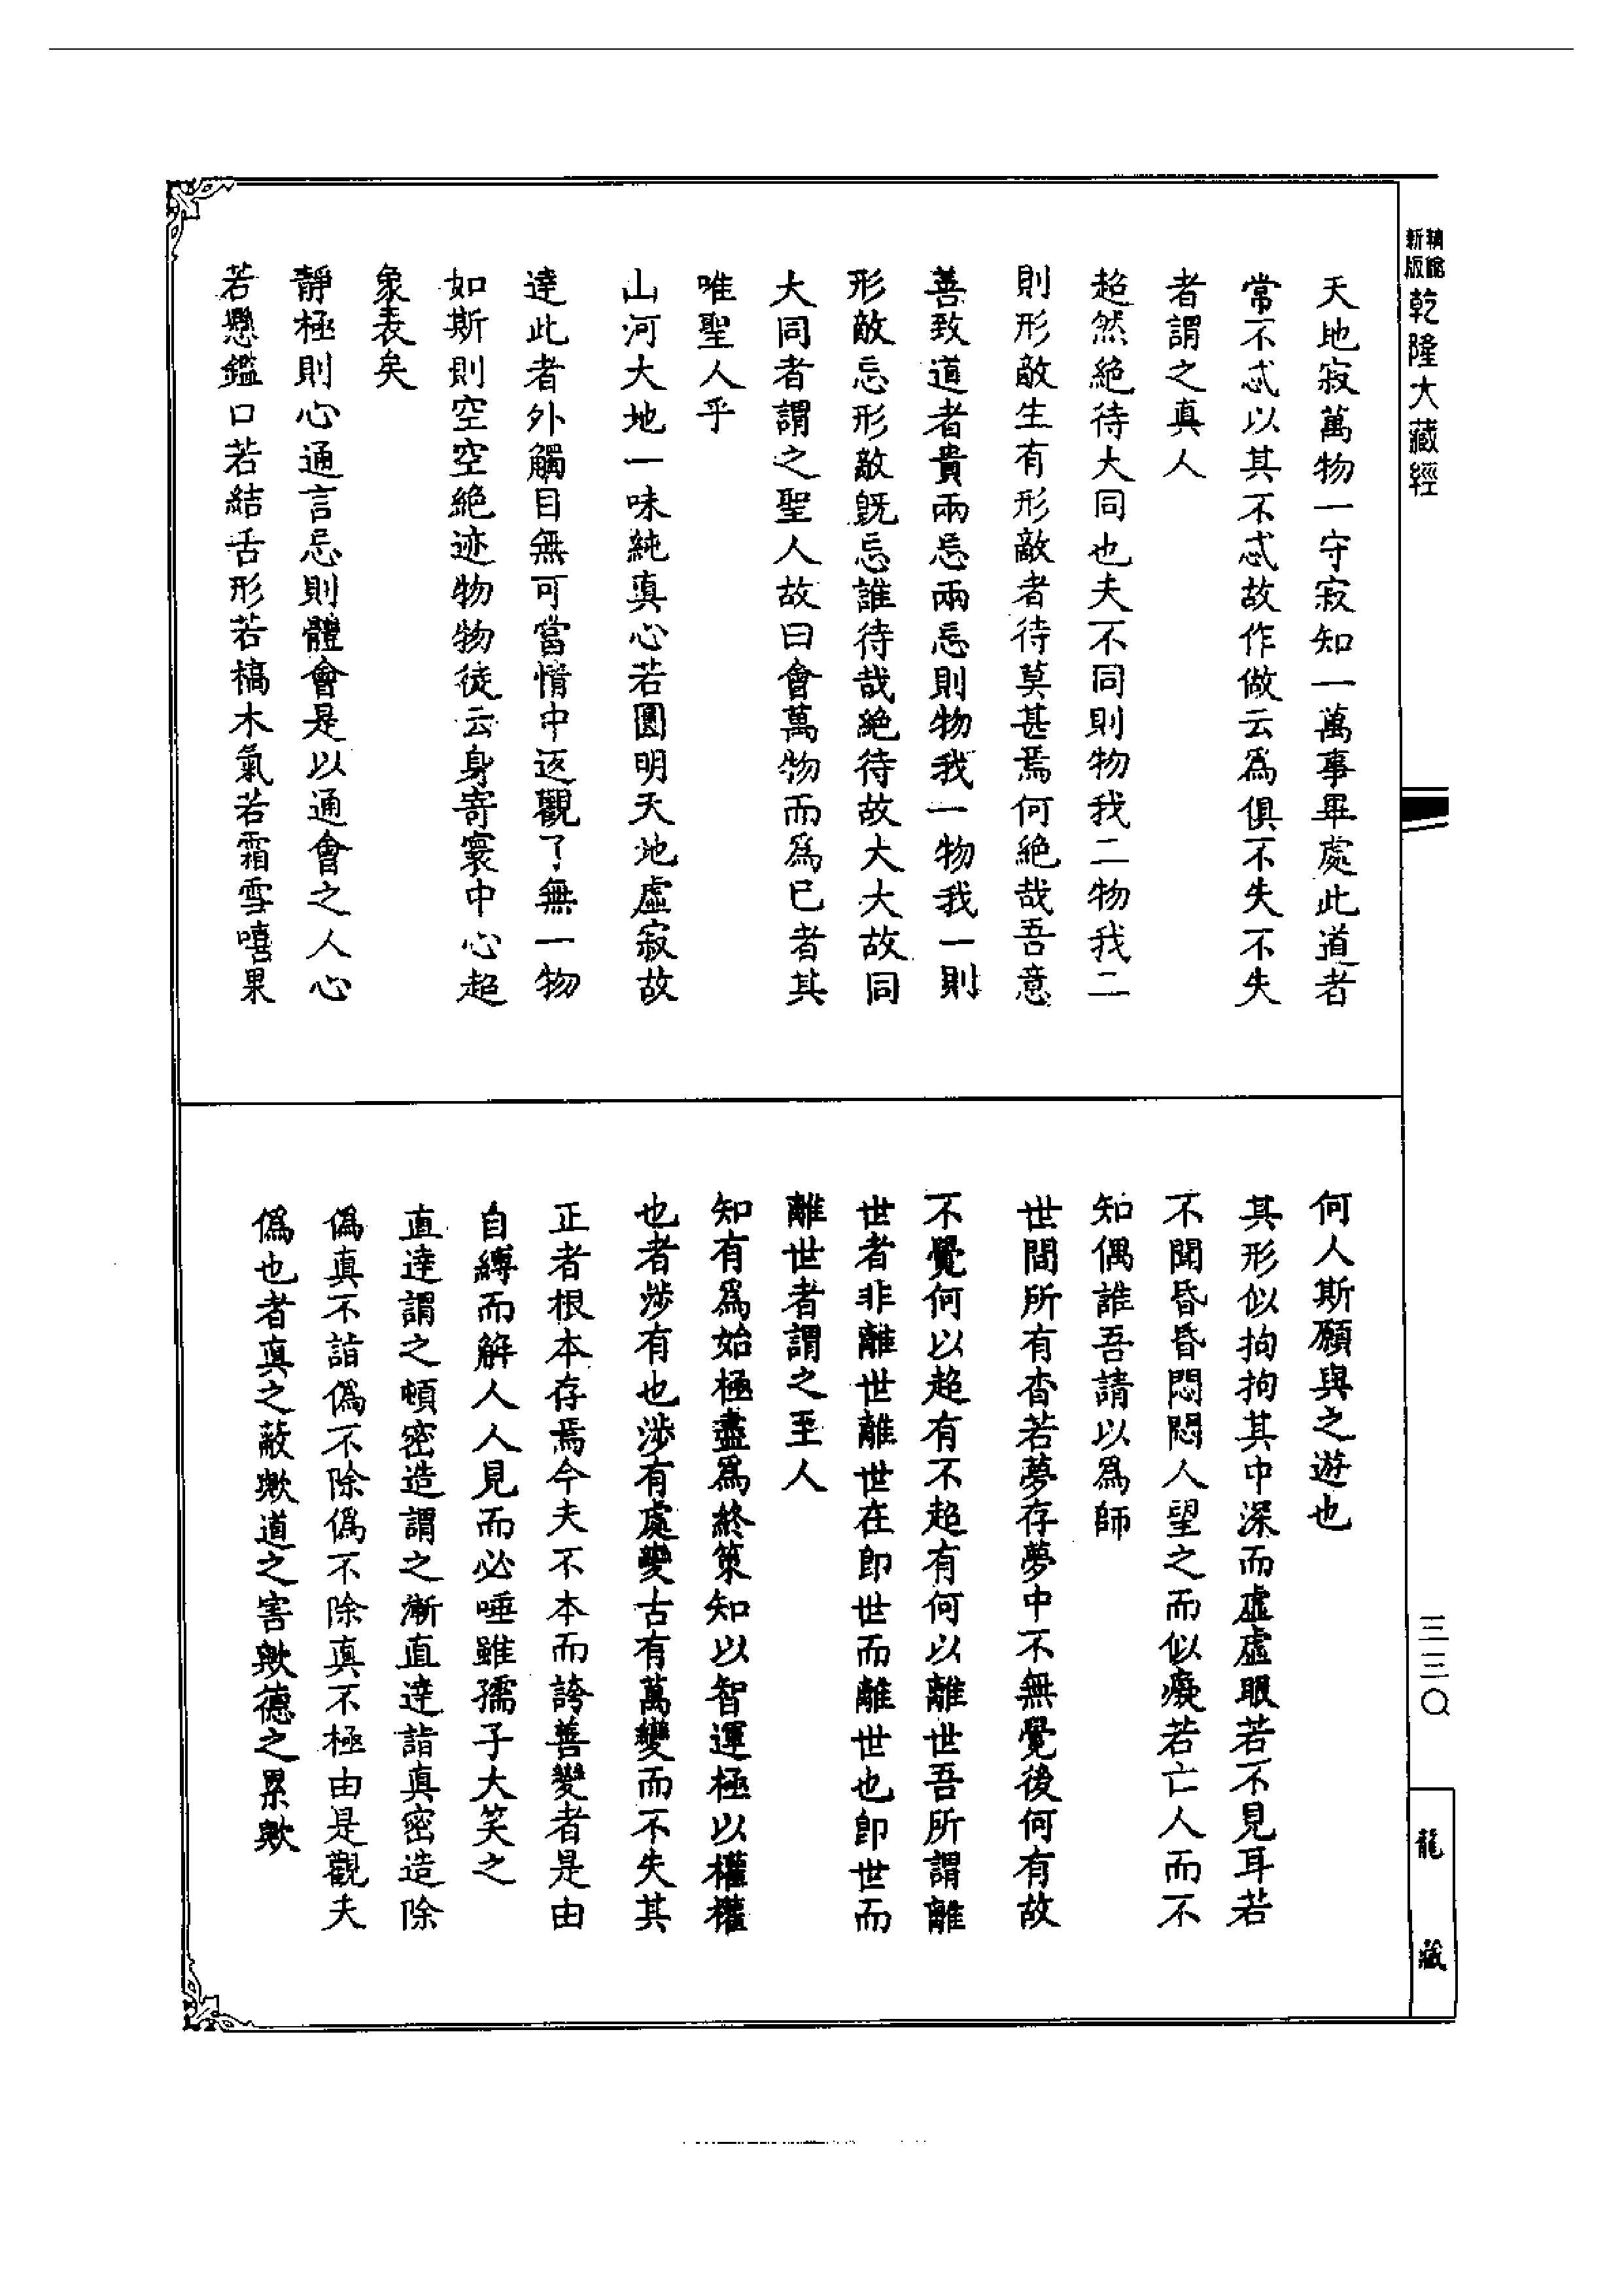 新版精縮乾隆大藏經
天地寂萬物一守寂知一萬事畢處此道者
常不忒以其不忒故作做云爲俱不失不失
者謂之真人
超然絶待大同也夫不同則物我二物我二
則形敵生有形敵者待莫甚焉何絶哉吾意
善致道者貴兩忘兩忘則物我一物我一則
形敵忘形敵既忘誰待哉絶待故大大故同
大同者謂之聖人故曰會萬物而爲已者其
唯聖人乎
山河大地一味純真心若圓明天地虛寂故
達此者外觸目無可當情中返觀了無一物
如斯則空空絶迹物物徒云身寄寰中心超
象表矣
靜極則心通言忘則體會是以通會之人心
若懸鑑口若結舌形若槁木氣若霜雪嘻果
何人斯願與之遊也
其形似拘拘其中深而虛虛眼若不見耳若
不聞昏昏悶悶人望之而似癡若亡人而不
知偶誰吾請以爲師
世間所有杳若夢存夢中不無覺後何有故
不覺何以超有不超有何以離世吾所謂離
世者非離世離世在即世而離世也即世而
離世者謂之至人
知有爲始極盡爲終策知以智運極以權權
也者涉有也涉有處變古有萬變而不失其
正者根本存焉今夫不本而誇善變者是由
自縛而解人人見而必唾雖孺子大笑之
直達謂之頓密造謂之漸直達詣真密造除
偽真不詣偽不除偽不除真不極由是觀夫
偽也者真之蔽歟道之害歟德之累歟
三三〇
龍藏